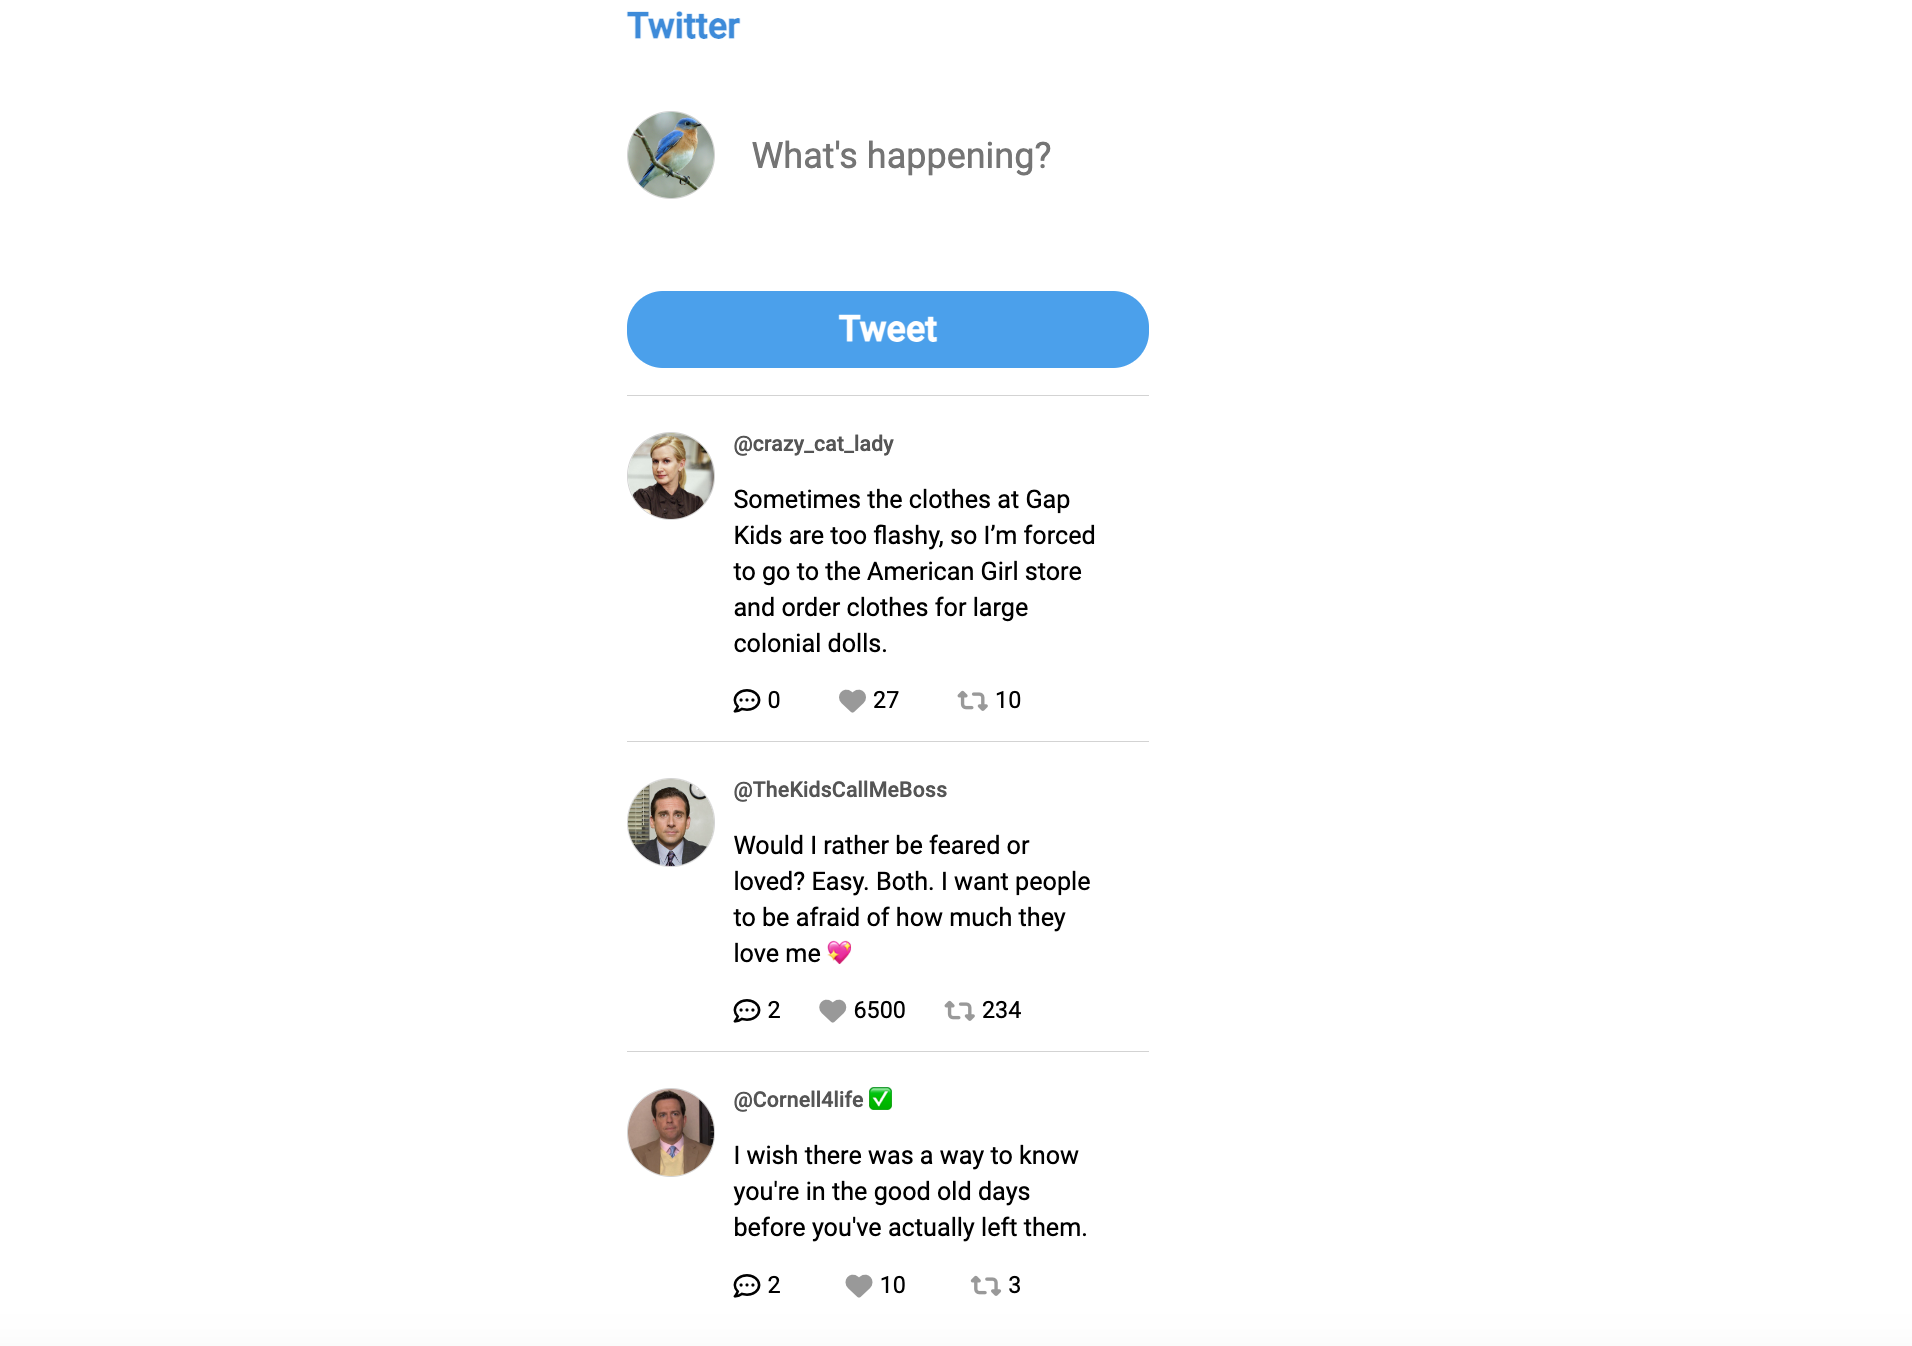 Twitter
What's happening?
Tweet
@crazy_cat_lady
Sometimes the clothes at Gap
Kids are too flashy, so I’m forced
to go to the American Girl store
and order clothes for large
colonial dolls.
0 27 10
@TheKidsCallMeBoss
Would I rather be feared or
loved? Easy. Both. I want people
to be afraid of how much they
love me 💖
2 6500 234
@Cornell4life ✅
I wish there was a way to know
you're in the good old days
before you've actually left them.
2 10 3